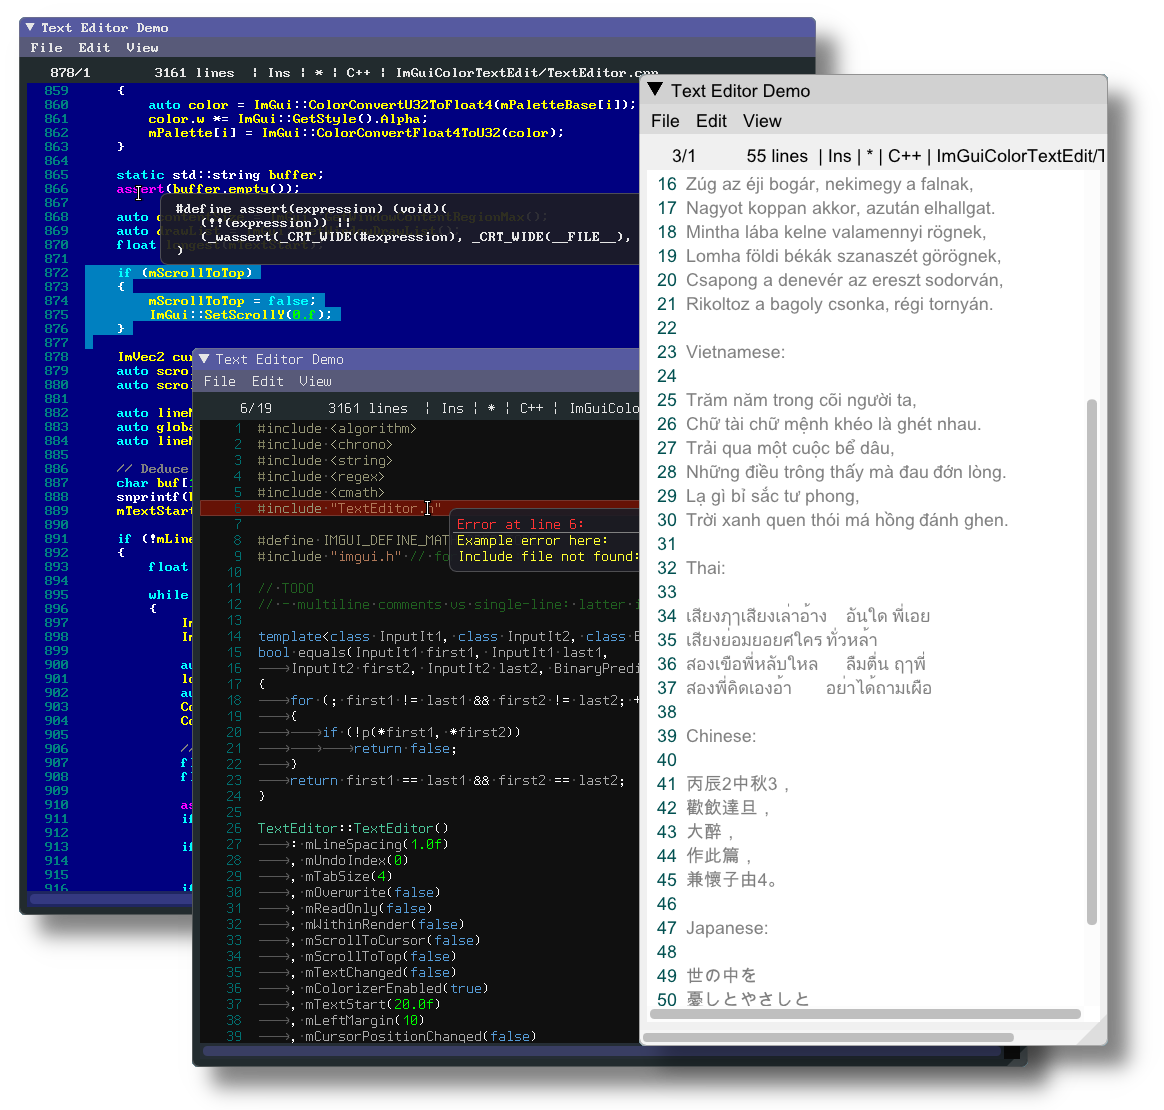 Text Editor Demo
File Edit View
878/1 3161 lines | Ins | * | C++ | ImGuiColorTextEdit/TextEditor.cpp
859 {
860 auto color = ImGui::ColorConvertU32ToFloat4(mPaletteBase[i]);
861 color.w *= ImGui::GetStyle().Alpha;
862 mPalette[i] = ImGui::ColorConvertFloat4ToU32(color);
863 }
864
865 static std::string buffer;
866 assert(buffer.empty());
867
#define assert(expression) (void)(
(!!(expression)) ||
(_wassert(_CRT_WIDE(#expression), _CRT_WIDE(__FILE__),
)
868 auto
869 auto
870 float longest(mTextStart);
871
872 if (mScrollToTop)
873 {
874 mScrollToTop = false;
875 ImGui::SetScrollY(0.f);
876 }
877
878 ImVec2 cu
879 auto scro
880 auto scro
881
882 auto line
883 auto globa
884 auto line
885
886 // Deduce
887 char buf[
888 snprintf(
889 mTextStart
890
891 if (!mLine
892 {
893 float
894
895 while
896 {
897
898
899
900 au
901
902 au
903 Co
904 Co
905
906 //
907 fl
908 fl
909
910 as
911 if
912
913 if
914
915
916 if
Text Editor Demo
File Edit View
6/19 3161 lines | Ins | * | C++ | ImGuiColo
1 #include <algorithm>
2 #include <chrono>
3 #include <string>
4 #include <regex>
5 #include <cmath>
6 #include "TextEditor.h"
7
Error at line 6:
Example error here:
Include file not found:
8 #define IMGUI_DEFINE_MAT
9 #include "imgui.h" // fo
10
11 // TODO
12 // - multiline comments vs single-line: latter i
13
14 template<class InputIt1, class InputIt2, class B
15 bool equals(InputIt1 first1, InputIt1 last1,
16 InputIt2 first2, InputIt2 last2, BinaryPredi
17 {
18 for (; first1 != last1 && first2 != last2; +
19 {
20 if (!p(*first1, *first2))
21 return false;
22 }
23 return first1 == last1 && first2 == last2;
24 }
25
26 TextEditor::TextEditor()
27 : mLineSpacing(1.0f)
28 , mUndoIndex(0)
29 , mTabSize(4)
30 , mOverwrite(false)
31 , mReadOnly(false)
32 , mWithinRender(false)
33 , mScrollToCursor(false)
34 , mScrollToTop(false)
35 , mTextChanged(false)
36 , mColorizerEnabled(true)
37 , mTextStart(20.0f)
38 , mLeftMargin(10)
39 , mCursorPositionChanged(false)
Text Editor Demo
File Edit View
3/1 55 lines | Ins | * | C++ | ImGuiColorTextEdit/T
16 Zúg az éji bogár, nekimegy a falnak,
17 Nagyot koppan akkor, azután elhallgat.
18 Mintha lába kelne valamennyi rögnek,
19 Lomha földi békák szanaszét görögnek,
20 Csapong a denevér az ereszt sodorván,
21 Rikoltoz a bagoly csonka, régi tornyán.
22
23 Vietnamese:
24
25 Trăm năm trong cõi người ta,
26 Chữ tài chữ mệnh khéo là ghét nhau.
27 Trải qua một cuộc bể dâu,
28 Những điều trông thấy mà đau đớn lòng.
29 Lạ gì bỉ sắc tư phong,
30 Trời xanh quen thói má hồng đánh ghen.
31
32 Thai:
33
34 เสียงฦๅเสียงเล่าอ้าง อันใด พี่เอย
35 เสียงย่อมยอยศใคร ทั่วหล้า
36 สองเขือพี่หลับใหล ลืมตื่น ฤๅพี่
37 สองพี่คิดเองอ้า อย่าได้ถามเผือ
38
39 Chinese:
40
41 丙辰2中秋3，
42 歡飲達旦，
43 大醉，
44 作此篇，
45 兼懷子由4。
46
47 Japanese:
48
49 世の中を
50 憂しとやさしと